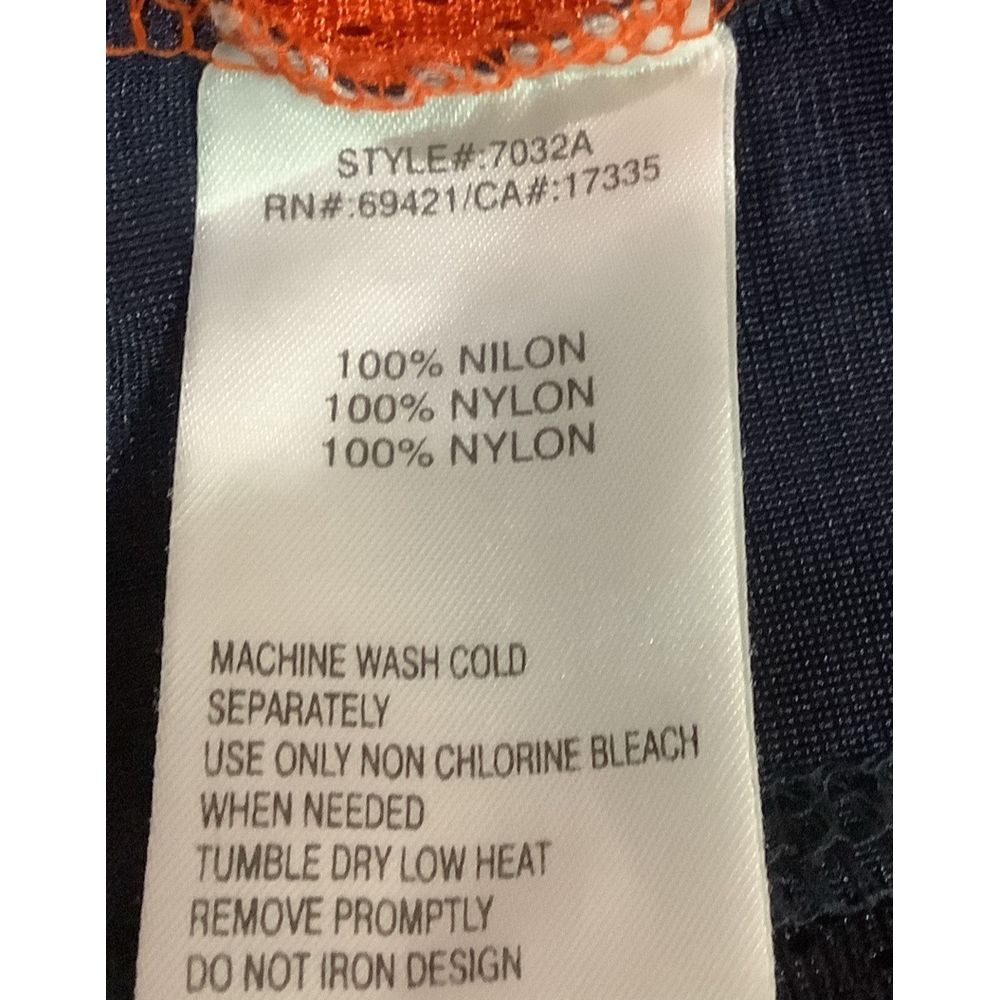 STYLE#:7032A
RN#:69421/CA#:17335
100% NILON
100% NYLON
100% NYLON
MACHINE WASH COLD
SEPARATELY
USE ONLY NON CHLORINE BLEACH
WHEN NEEDED
TUMBLE DRY LOW HEAT
REMOVE PROMPTLY
DO NOT IRON DESIGN